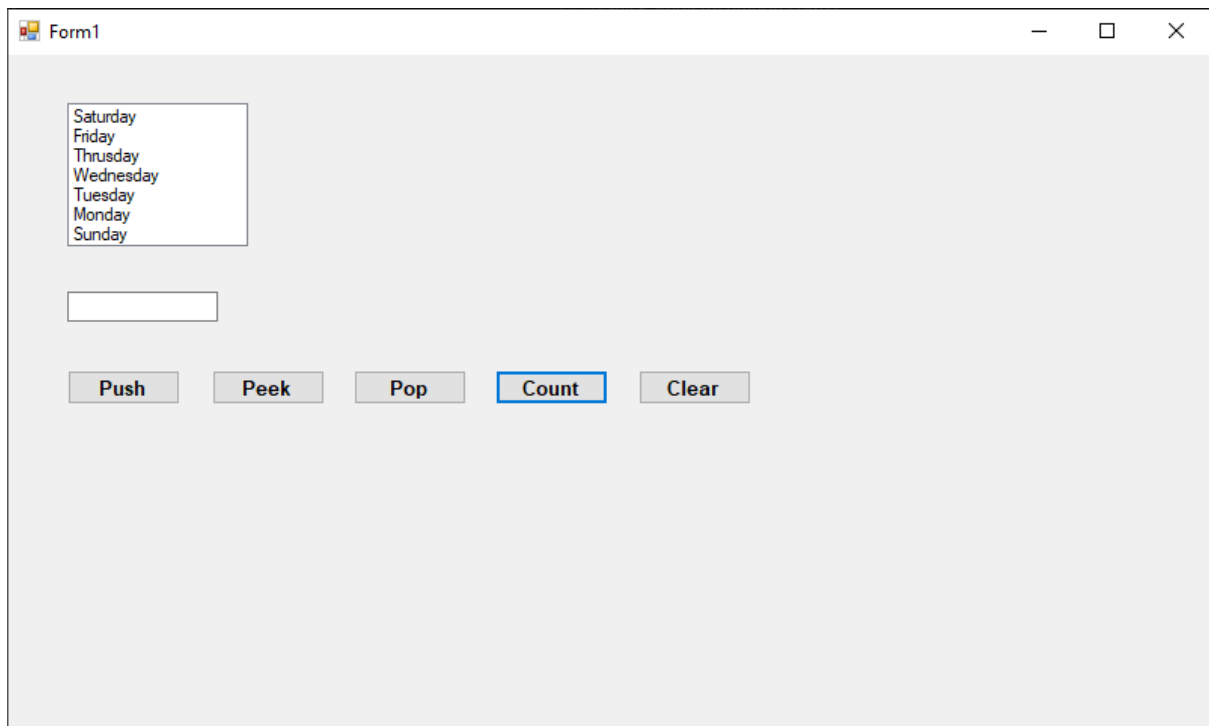 Form1
Saturday
Friday
Thrusday
Wednesday
Tuesday
Monday
Sunday
Push Peek Pop Count Clear